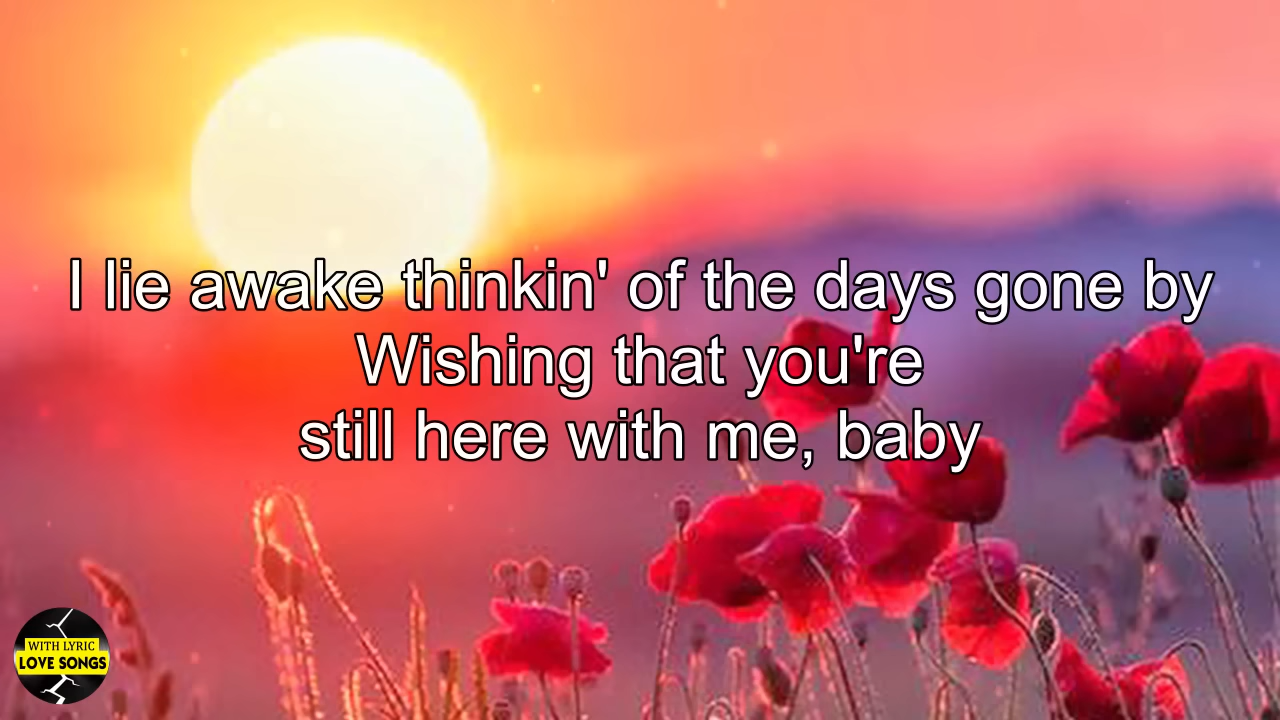 I lie awake thinkin' of the days gone by
Wishing that you're
still here with me, baby
WITH LYRIC
LOVE SONGS